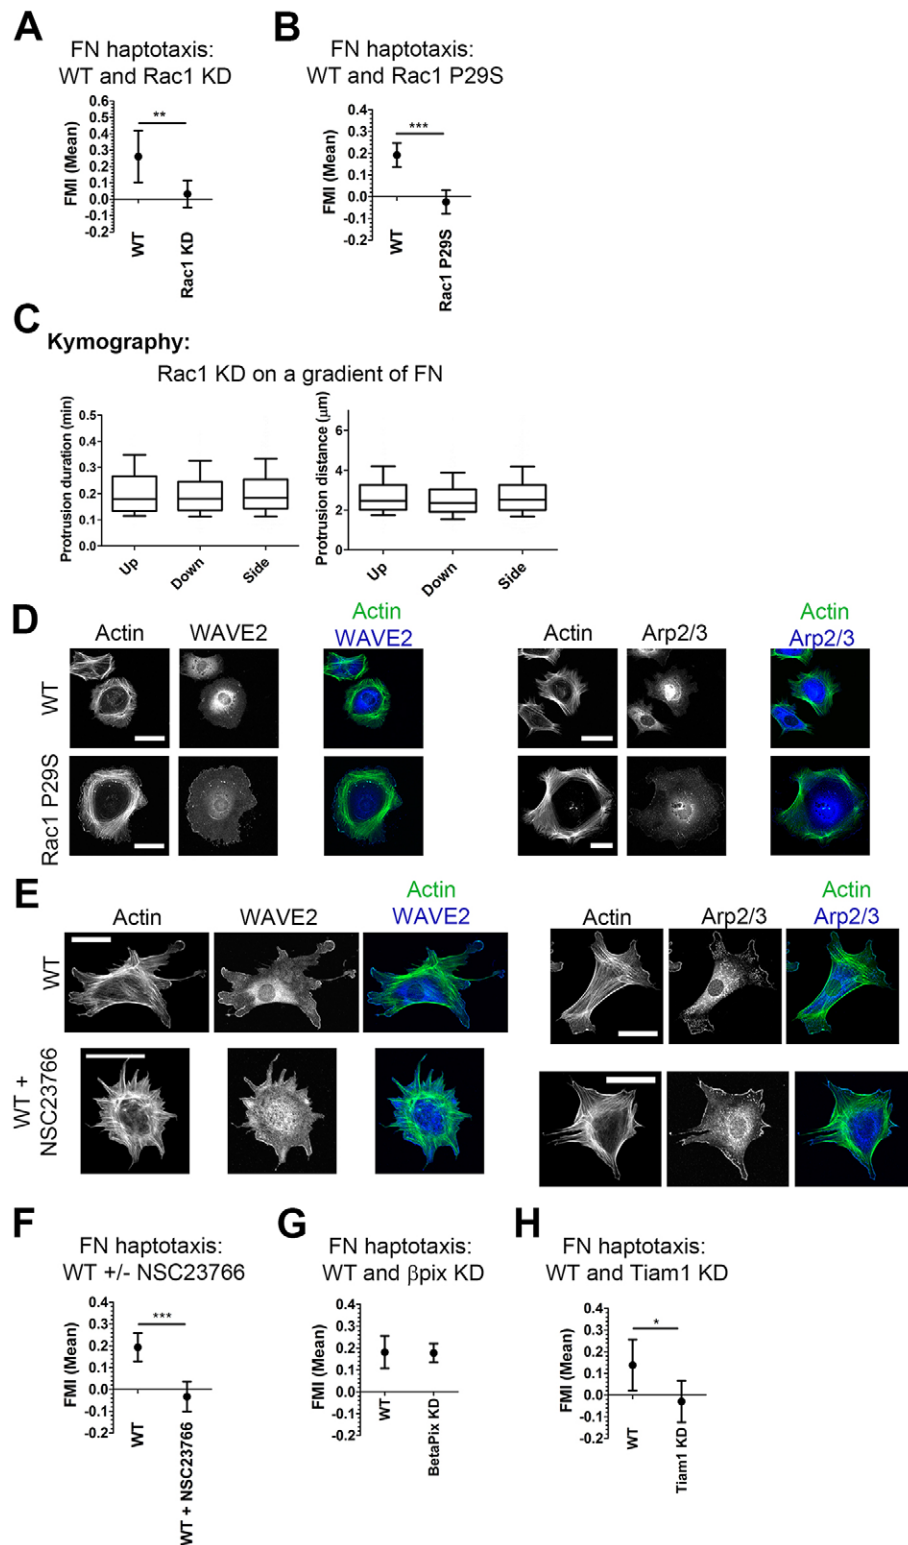 A
FN haptotaxis:
WT and Rac1 KD
FMI (Mean)
0.6
0.5
0.4
0.3
0.2
0.1
0.0
-0.1
-0.2
**
WT
Rac1 KD
B
FN haptotaxis:
WT and Rac1 P29S
FMI (Mean)
0.4
0.3
0.2
0.1
0.0
-0.1
-0.2
***
WT
Rac1 P29S
C
Kymography:
Rac1 KD on a gradient of FN
Protrusion duration (min)
0.5
0.4
0.3
0.2
0.1
0.0
Up
Down
Side
Protrusion distance (μm)
6
4
2
0
Up
Down
Side
D
Actin
WAVE2
Actin
WAVE2
Actin
Arp2/3
Actin
Arp2/3
WT
Rac1 P29S
E
Actin
WAVE2
Actin
WAVE2
Actin
Arp2/3
Actin
Arp2/3
WT
WT +
NSC23766
F
FN haptotaxis:
WT +/- NSC23766
FMI (Mean)
0.4
0.3
0.2
0.1
0.0
-0.1
-0.2
***
WT
WT + NSC23766
G
FN haptotaxis:
WT and βpix KD
FMI (Mean)
0.4
0.3
0.2
0.1
0.0
-0.1
-0.2
WT
BetaPix KD
H
FN haptotaxis:
WT and Tiam1 KD
FMI (Mean)
0.4
0.3
0.2
0.1
0.0
-0.1
-0.2
*
WT
Tiam1 KD